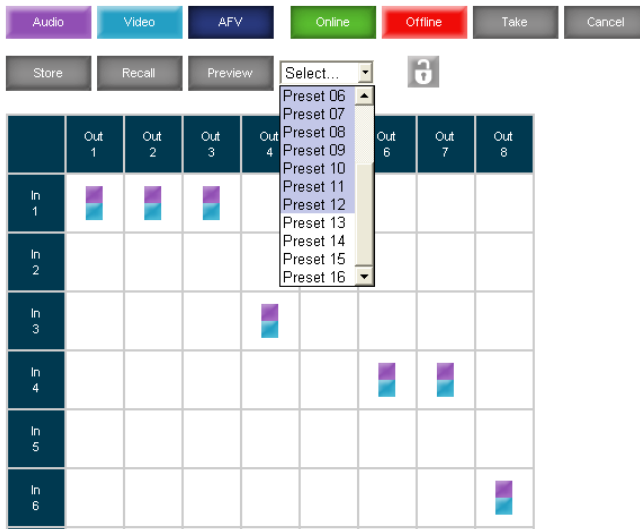 Audio Video AFV Online Offline Take Cancel
Store Recall Preview Select...
Preset 06
Preset 07
Preset 08
Preset 09
Preset 10
Preset 11
Preset 12
Preset 13
Preset 14
Preset 15
Preset 16
Out 1
Out 2
Out 3
Out 4
Out 6
Out 7
Out 8
In 1
In 2
In 3
In 4
In 5
In 6